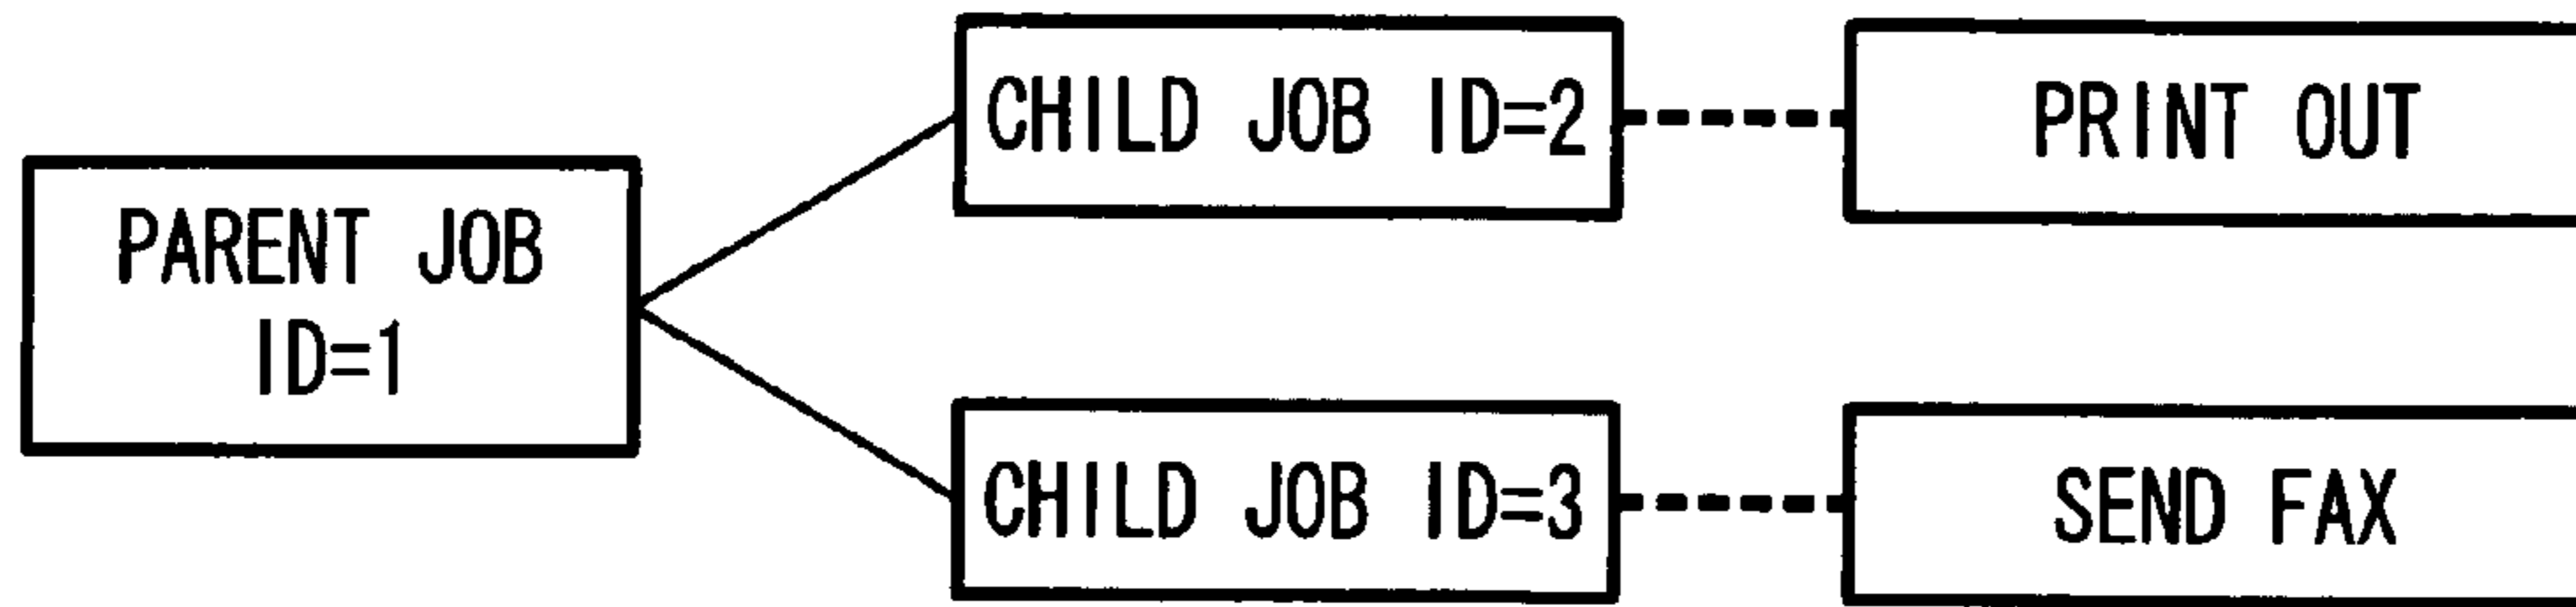 PARENT JOB
ID=1
CHILD JOB ID=2
PRINT OUT
CHILD JOB ID=3
SEND FAX